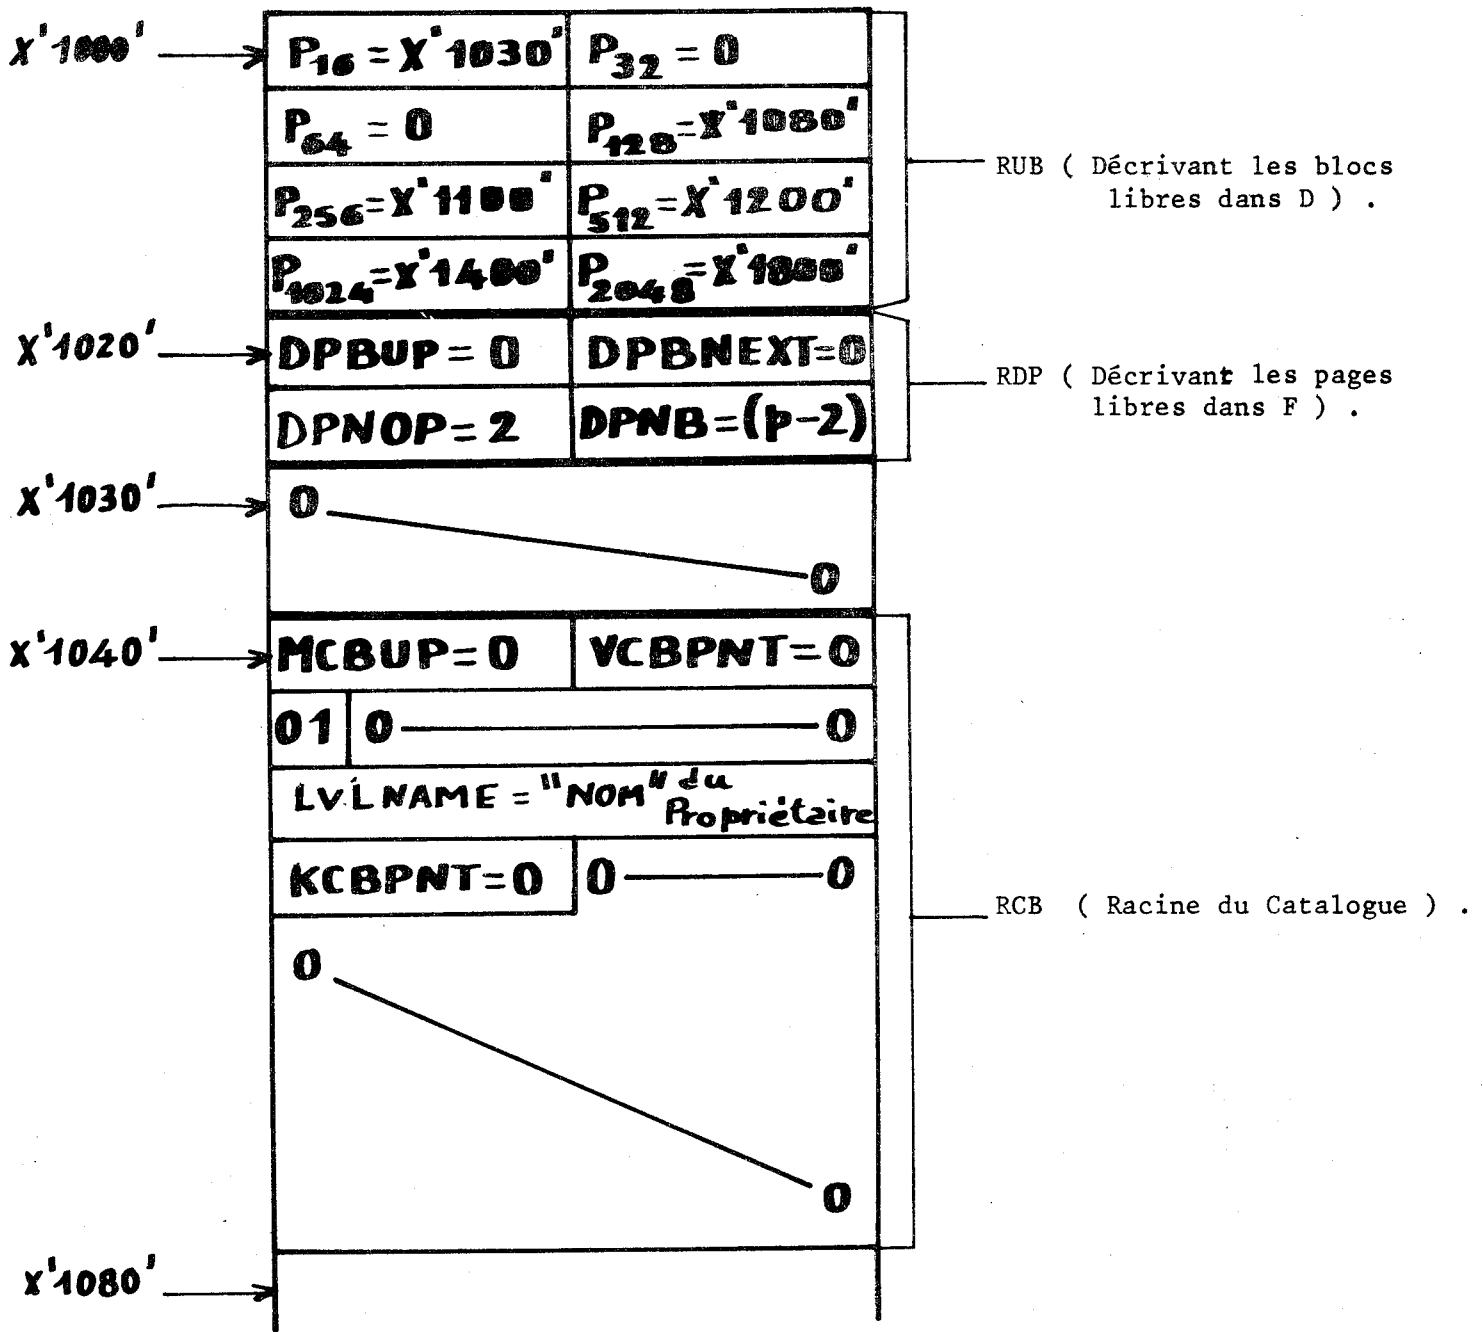 X'1000'
P16 = X'1030'
P32 = 0
P64 = 0
P128 = X'1080'
P256 = X'1100'
P512 = X'1200'
P1024 = X'1400'
P2048 = X'1800'
RUB ( Décrivant les blocs
libres dans D ) .
X'1020'
DPBUP = 0
DPBNEXT=0
DPNOP = 2
DPNB = (p-2)
RDP ( Décrivant les pages
libres dans F ) .
X'1030'
0
0
X'1040'
MCBUP = 0
VCBPNT = 0
01
0
0
LVLNAME = "NOM" du
Propriétaire
KCBPNT = 0
0
0
RCB ( Racine du Catalogue ) .
0
0
X'1080'